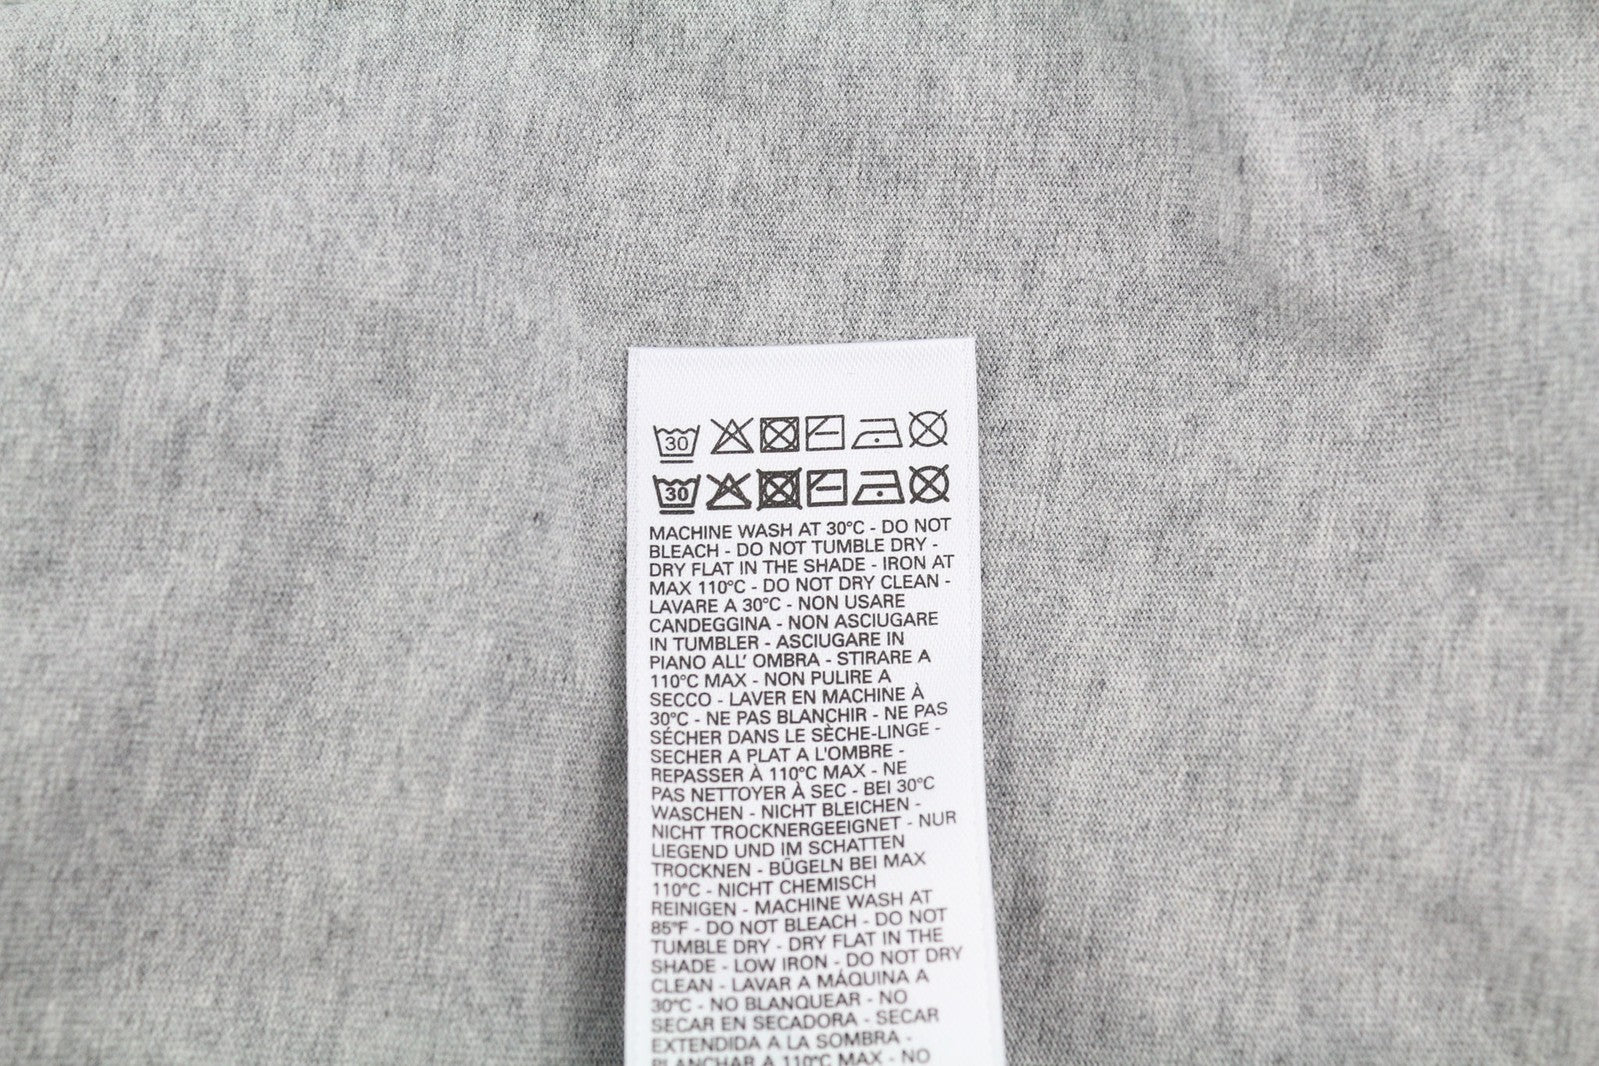 30
30
MACHINE WASH AT 30°C - DO NOT
BLEACH - DO NOT TUMBLE DRY -
DRY FLAT IN THE SHADE - IRON AT
MAX 110°C - DO NOT DRY CLEAN -
LAVARE A 30°C - NON USARE
CANDEGGINA - NON ASCIUGARE
IN TUMBLER - ASCIUGARE IN
PIANO ALL' OMBRA - STIRARE A
110°C MAX - NON PULIRE A
SECCO - LAVER EN MACHINE À
30°C - NE PAS BLANCHIR - NE PAS
SÉCHER DANS LE SÈCHE-LINGE -
SECHER A PLAT A L'OMBRE -
REPASSER À 110°C MAX - NE
PAS NETTOYER À SEC - BEI 30°C
WASCHEN - NICHT BLEICHEN -
NICHT TROCKNERGEEIGNET - NUR
LIEGEND UND IM SCHATTEN
TROCKNEN - BÜGELN BEI MAX
110°C - NICHT CHEMISCH
REINIGEN - MACHINE WASH AT
85°F - DO NOT BLEACH - DO NOT
TUMBLE DRY - DRY FLAT IN THE
SHADE - LOW IRON - DO NOT DRY
CLEAN - LAVAR A MÁQUINA A
30°C - NO BLANQUEAR - NO
SECAR EN SECADORA - SECAR
EXTENDIDA A LA SOMBRA -
PLANCHAR A 110°C MAX - NO